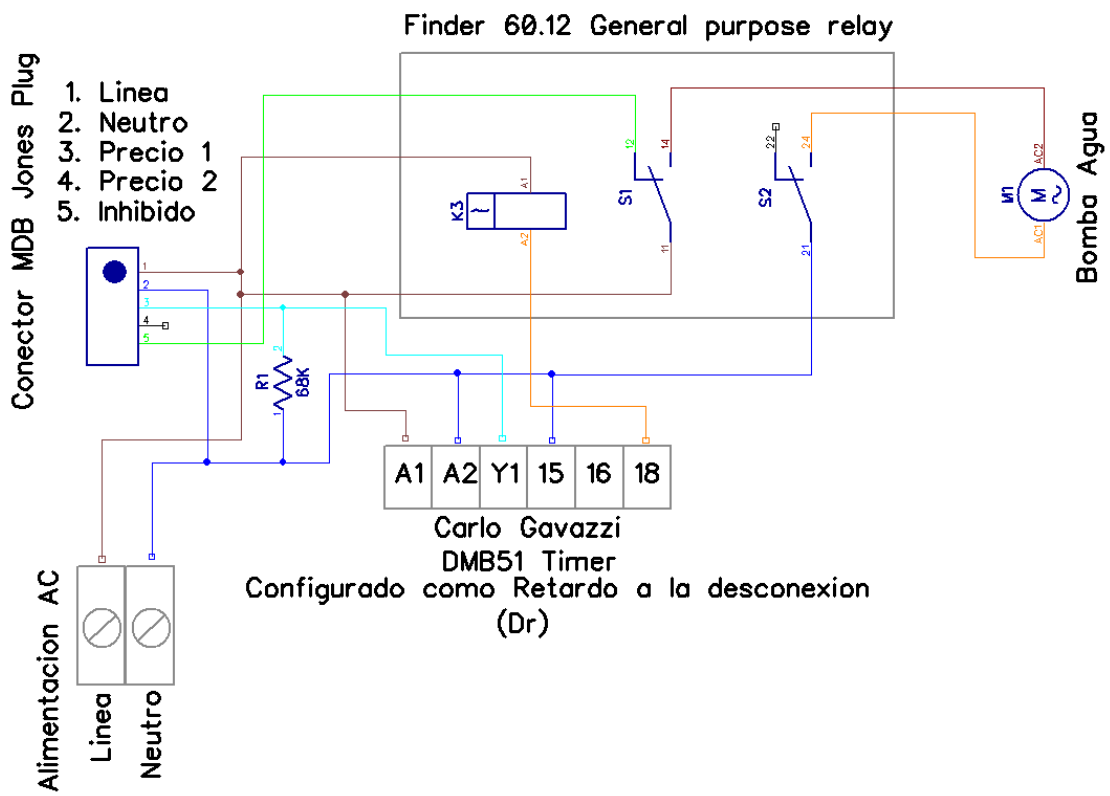 Finder 60.12 General purpose relay
Conector MDB Jones Plug
1. Linea
2. Neutro
3. Precio 1
4. Precio 2
5. Inhibido
1
2
3
4
5
A1
K3
A2
12
14
S1
11
22
24
S2
21
AC2
M1
M
AC1
Bomba Agua
2
R1
68K
1
A1
A2
Y1
15
16
18
Carlo Gavazzi
DMB51 Timer
Configurado como Retardo a la desconexion
(Dr)
Alimentacion AC
Linea
Neutro